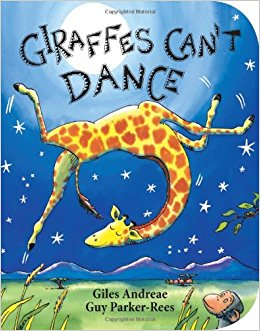 GIRAFFES CAN'T
DANCE
Giles Andreae
Guy Parker-Rees